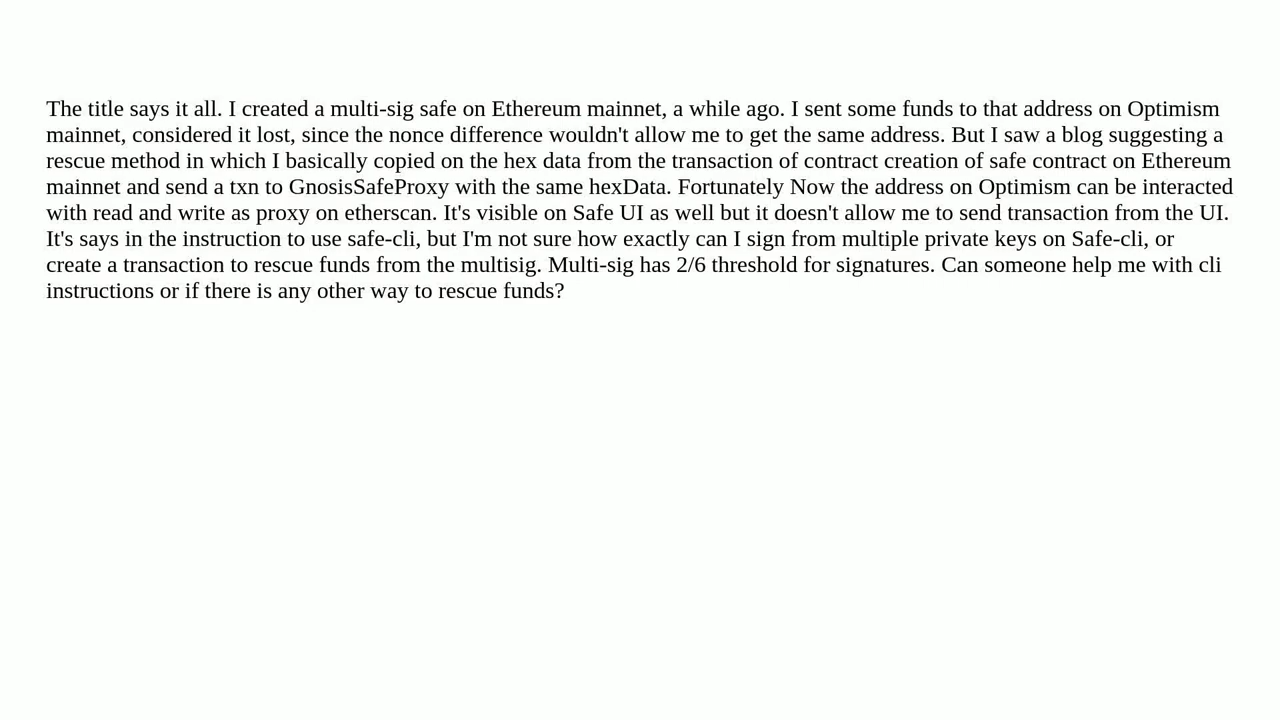 The title says it all. I created a multi-sig safe on Ethereum mainnet, a while ago. I sent some funds to that address on Optimism
mainnet, considered it lost, since the nonce difference wouldn't allow me to get the same address. But I saw a blog suggesting a
rescue method in which I basically copied on the hex data from the transaction of contract creation of safe contract on Ethereum
mainnet and send a txn to GnosisSafeProxy with the same hexData. Fortunately Now the address on Optimism can be interacted
with read and write as proxy on etherscan. It's visible on Safe UI as well but it doesn't allow me to send transaction from the UI.
It's says in the instruction to use safe-cli, but I'm not sure how exactly can I sign from multiple private keys on Safe-cli, or
create a transaction to rescue funds from the multisig. Multi-sig has 2/6 threshold for signatures. Can someone help me with cli
instructions or if there is any other way to rescue funds?